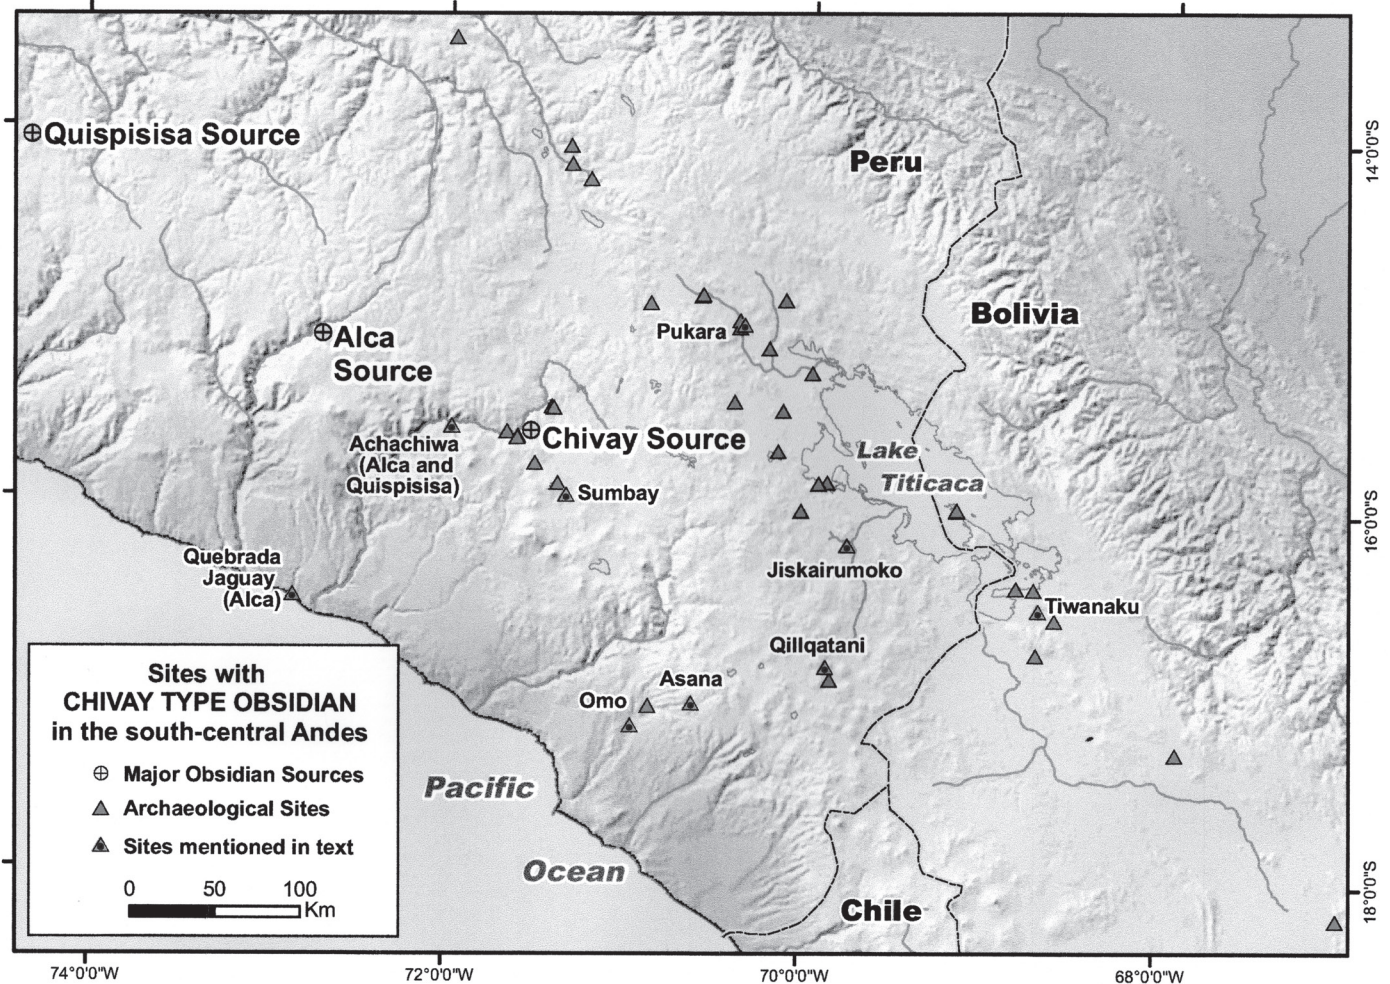 Quispisisa Source
Peru
14°0'0"S
Bolivia
Pukara
Alca
Source
Chivay Source
Achachiwa
(Alca and
Quispisisa)
Lake
Titicaca
Sumbay
16°0'0"S
Quebrada
Jaguay
(Alca)
Jiskairumoko
Tiwanaku
Qillqatani
Asana
Omo
Sites with
CHIVAY TYPE OBSIDIAN
in the south-central Andes
Major Obsidian Sources
Archaeological Sites
Sites mentioned in text
0 50 100
Km
Pacific
Ocean
Chile
18°0'0"S
74°0'0"W 72°0'0"W 70°0'0"W 68°0'0"W